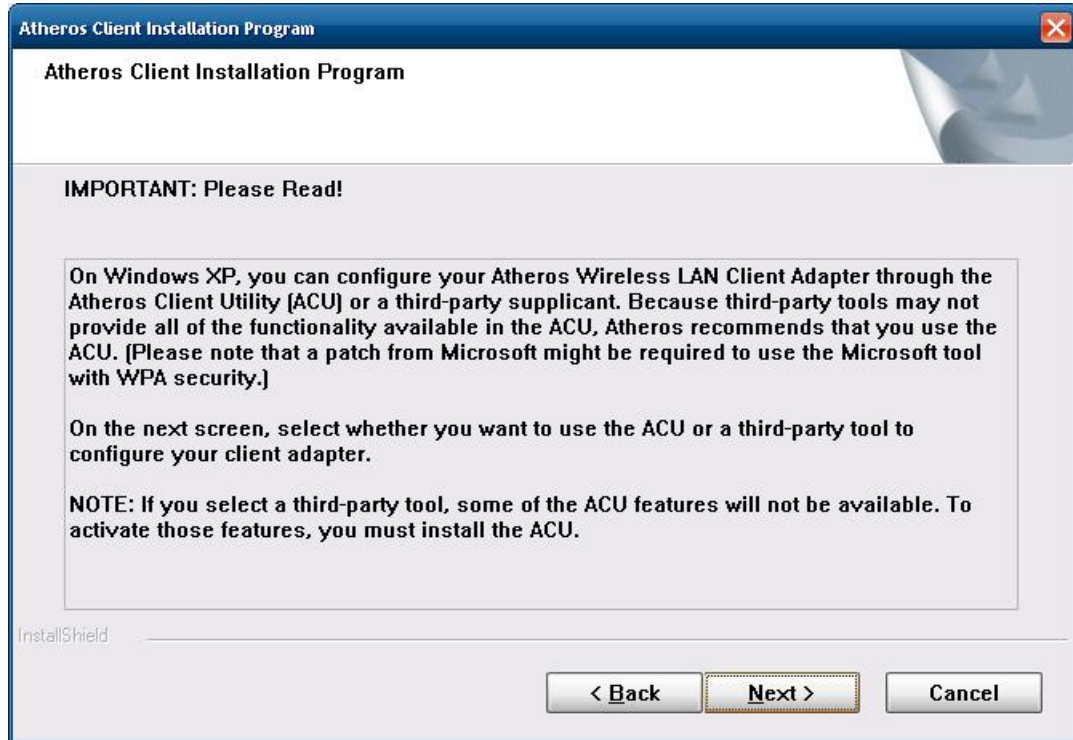 Atheros Client Installation Program
Atheros Client Installation Program
IMPORTANT: Please Read!
On Windows XP, you can configure your Atheros Wireless LAN Client Adapter through the
Atheros Client Utility (ACU) or a third-party supplicant. Because third-party tools may not
provide all of the functionality available in the ACU, Atheros recommends that you use the
ACU. (Please note that a patch from Microsoft might be required to use the Microsoft tool
with WPA security.)
On the next screen, select whether you want to use the ACU or a third-party tool to
configure your client adapter.
NOTE: If you select a third-party tool, some of the ACU features will not be available. To
activate those features, you must install the ACU.
InstallShield
< Back Next > Cancel